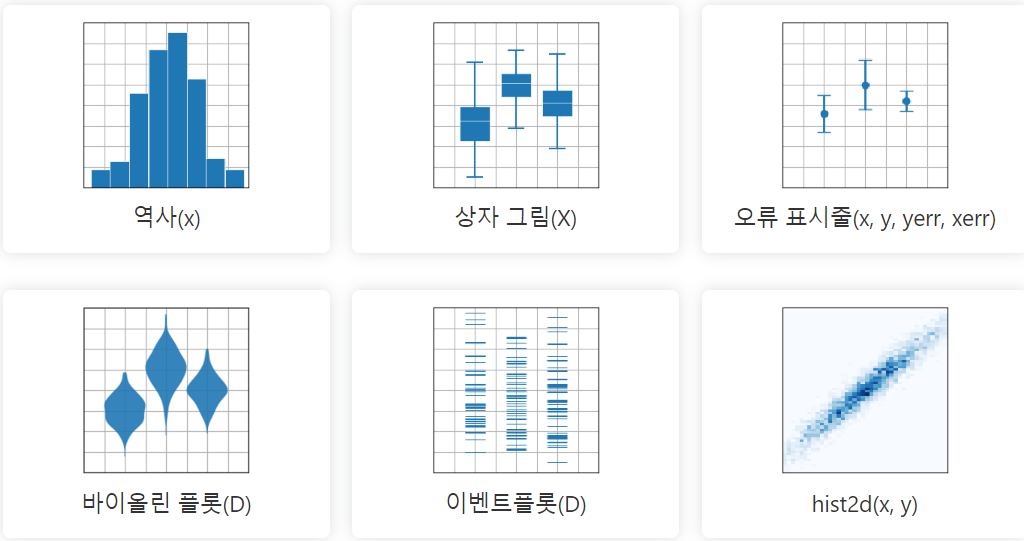 역사(x)
상자 그림(X)
오류 표시줄(x, y, yerr, xerr)
바이올린 플롯(D)
이벤트플롯(D)
hist2d(x, y)